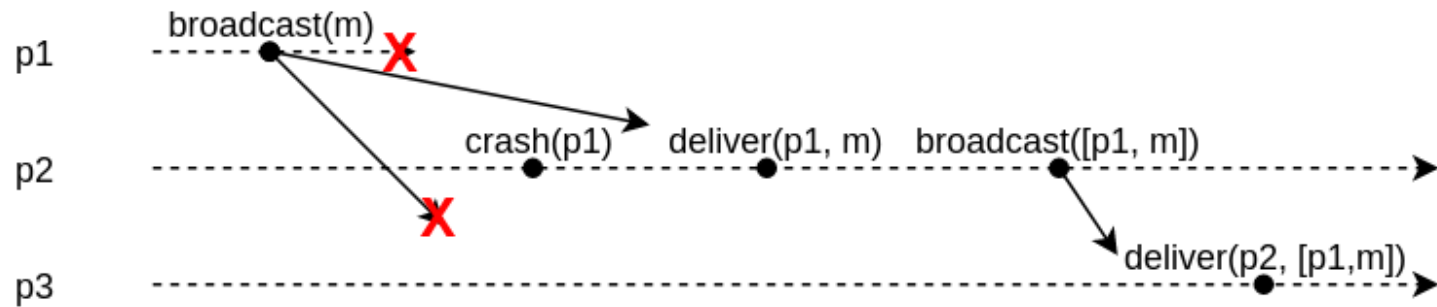 broadcast(m)
p1
crash(p1) deliver(p1, m) broadcast([p1, m])
p2
deliver(p2, [p1,m])
p3